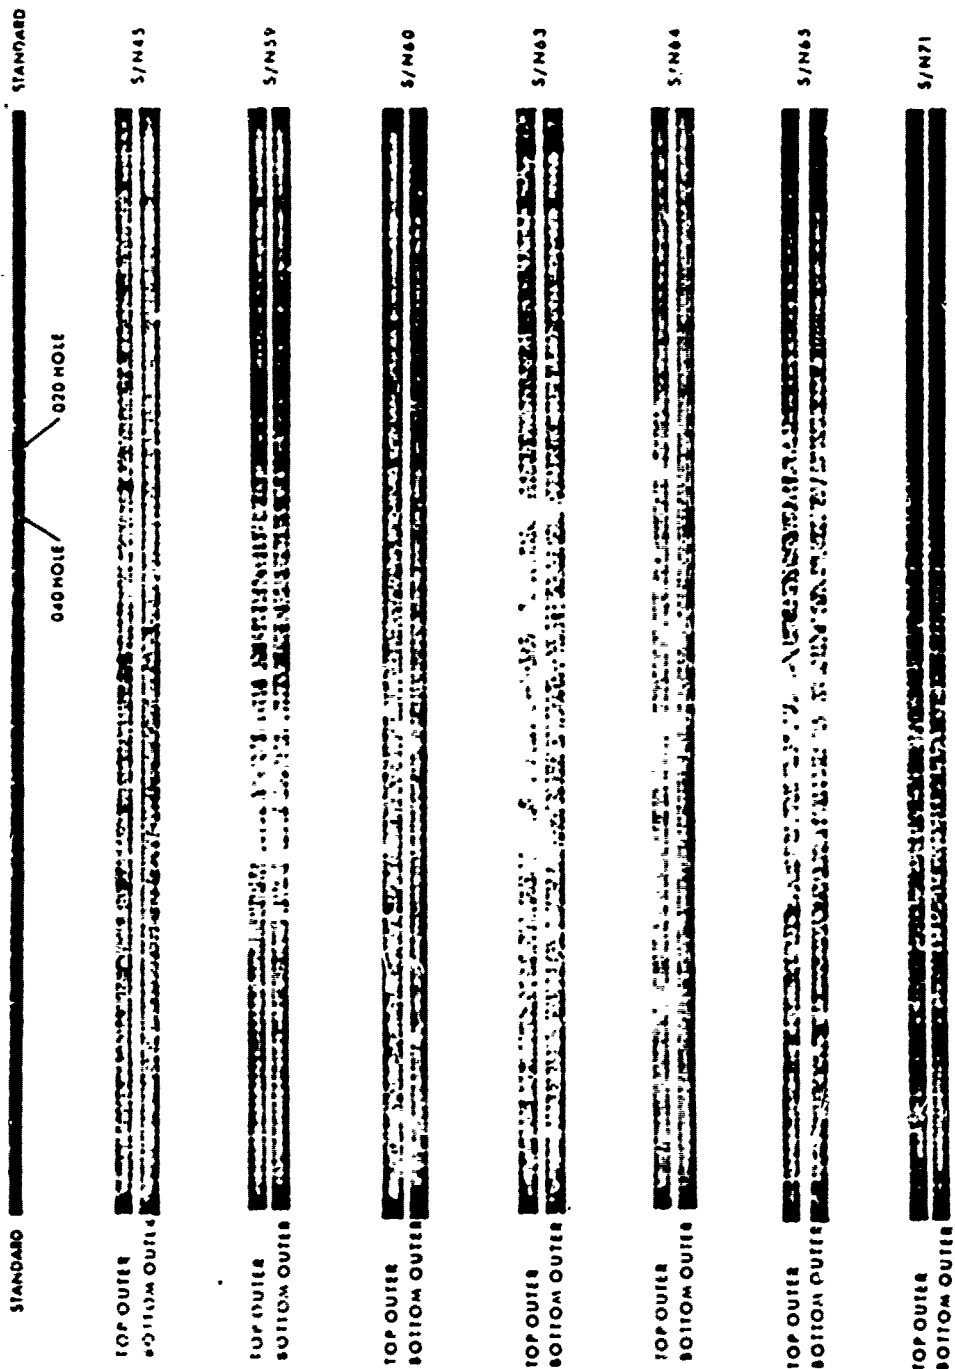 STANDARD
STANDARD
040 HOLE
020 HOLE
TOP OUTER
BOTTOM OUTER
S/N45
TOP OUTER
BOTTOM OUTER
S/N59
TOP OUTER
BOTTOM OUTER
S/N60
TOP OUTER
BOTTOM OUTER
S/N63
TOP OUTER
BOTTOM OUTER
S/N64
TOP OUTER
BOTTOM OUTER
S/N65
TOP OUTER
BOTTOM OUTER
S/N71